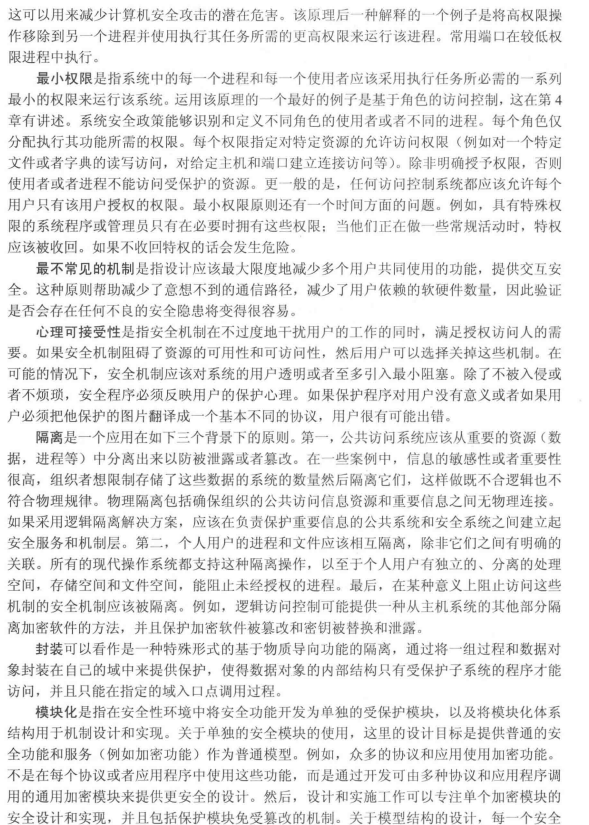 这可以用来减少计算机安全攻击的潜在危害。该原理后一种解释的一个例子是将高权限操
作移除到另一个进程并使用执行其任务所需的更高权限来运行该进程。常用端口在较低权
限进程中执行。
最小权限是指系统中的每一个进程和每一个使用者应该采用执行任务所必需的一系列
最小的权限来运行该系统。运用该原理的一个最好的例子是基于角色的访问控制，这在第 4
章有讲述。系统安全政策能够识别和定义不同角色的使用者或者不同的进程。每个角色仅
分配执行其功能所需的权限。每个权限指定对特定资源的允许访问权限（例如对一个特定
文件或者字典的读写访问，对给定主机和端口建立连接访问等）。除非明确授予权限，否则
使用者或者进程不能访问受保护的资源。更一般的是，任何访问控制系统都应该允许每个
用户只有该用户授权的权限。最小权限原则还有一个时间方面的问题。例如，具有特殊权
限的系统程序或管理员只有在必要时拥有这些权限；当他们正在做一些常规活动时，特权
应该被收回。如果不收回特权的话会发生危险。
最不常见的机制是指设计应该最大限度地减少多个用户共同使用的功能，提供交互安
全。这种原则帮助减少了意想不到的通信路径，减少了用户依赖的软硬件数量，因此验证
是否会存在任何不良的安全隐患将变得很容易。
心理可接受性是指安全机制在不过度地干扰用户的工作的同时，满足授权访问人的需
要。如果安全机制阻碍了资源的可用性和可访问性，然后用户可以选择关掉这些机制。在
可能的情况下，安全机制应该对系统的用户透明或者至多引入最小阻塞。除了不被入侵或
者不烦琐，安全程序必须反映用户的保护心理。如果保护程序对用户没有意义或者如果用
户必须把他保护的图片翻译成一个基本不同的协议，用户很有可能出错。
隔离是一个应用在如下三个背景下的原则。第一，公共访问系统应该从重要的资源（数
据，进程等）中分离出来以防被泄露或者篡改。在一些案例中，信息的敏感性或者重要性
很高，组织者想限制存储了这些数据的系统的数量然后隔离它们，这样做既不合逻辑也不
符合物理规律。物理隔离包括确保组织的公共访问信息资源和重要信息之间无物理连接。
如果采用逻辑隔离解决方案，应该在负责保护重要信息的公共系统和安全系统之间建立起
安全服务和机制层。第二，个人用户的进程和文件应该相互隔离，除非它们之间有明确的
关联。所有的现代操作系统都支持这种隔离操作，以至于个人用户有独立的、分离的处理
空间，存储空间和文件空间，能阻止未经授权的进程。最后，在某种意义上阻止访问这些
机制的安全机制应该被隔离。例如，逻辑访问控制可能提供一种从主机系统的其他部分隔
离加密软件的方法，并且保护加密软件被篡改和密钥被替换和泄露。
封装可以看作是一种特殊形式的基于物质导向功能的隔离，通过将一组过程和数据对
象封装在自己的域中来提供保护，使得数据对象的内部结构只有受保护子系统的程序才能
访问，并且只能在指定的域入口点调用过程。
模块化是指在安全性环境中将安全功能开发为单独的受保护模块，以及将模块化体系
结构用于机制设计和实现。关于单独的安全模块的使用，这里的设计目标是提供普通的安
全功能和服务（例如加密功能）作为普通模型。例如，众多的协议和应用使用加密功能。
不是在每个协议或者应用程序中使用这些功能，而是通过开发可由多种协议和应用程序调
用的通用加密模块来提供更安全的设计。然后，设计和实施工作可以专注单个加密模块的
安全设计和实现，并且包括保护模块免受篡改的机制。关于模型结构的设计，每一个安全